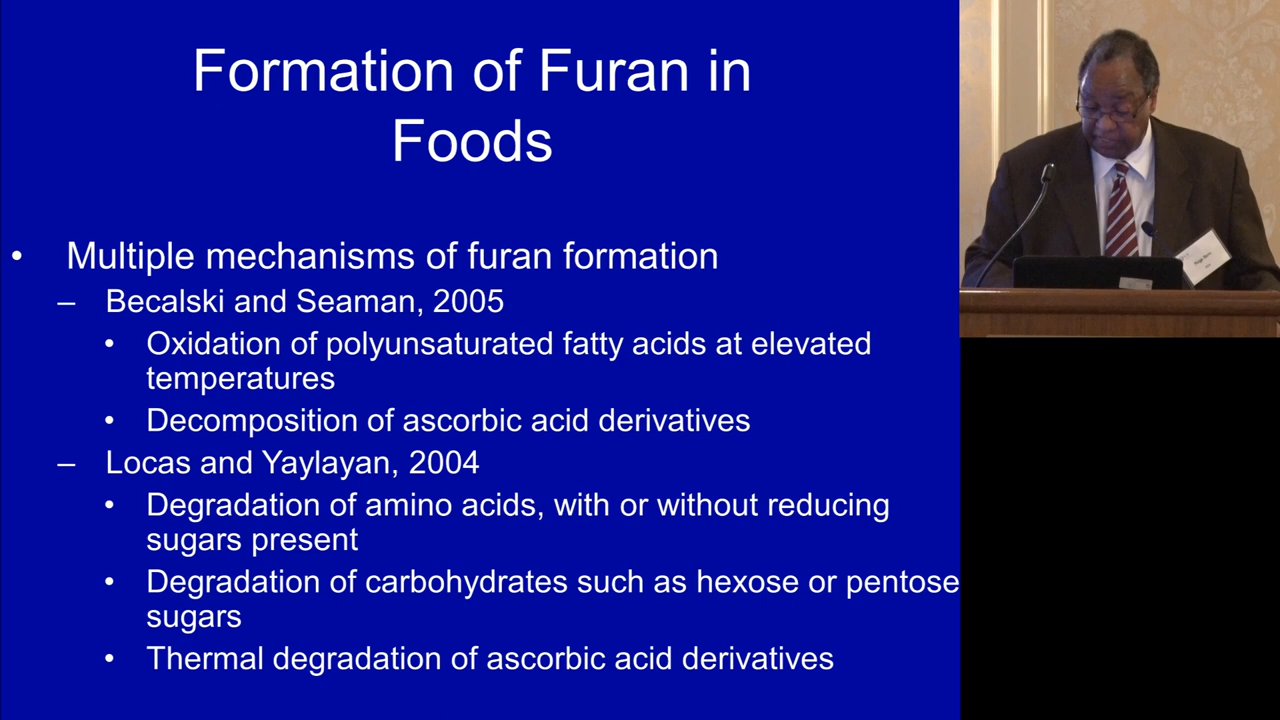 Formation of Furan in
Foods
• Multiple mechanisms of furan formation
– Becalski and Seaman, 2005
• Oxidation of polyunsaturated fatty acids at elevated
temperatures
• Decomposition of ascorbic acid derivatives
– Locas and Yaylayan, 2004
• Degradation of amino acids, with or without reducing
sugars present
• Degradation of carbohydrates such as hexose or pentose
sugars
• Thermal degradation of ascorbic acid derivatives